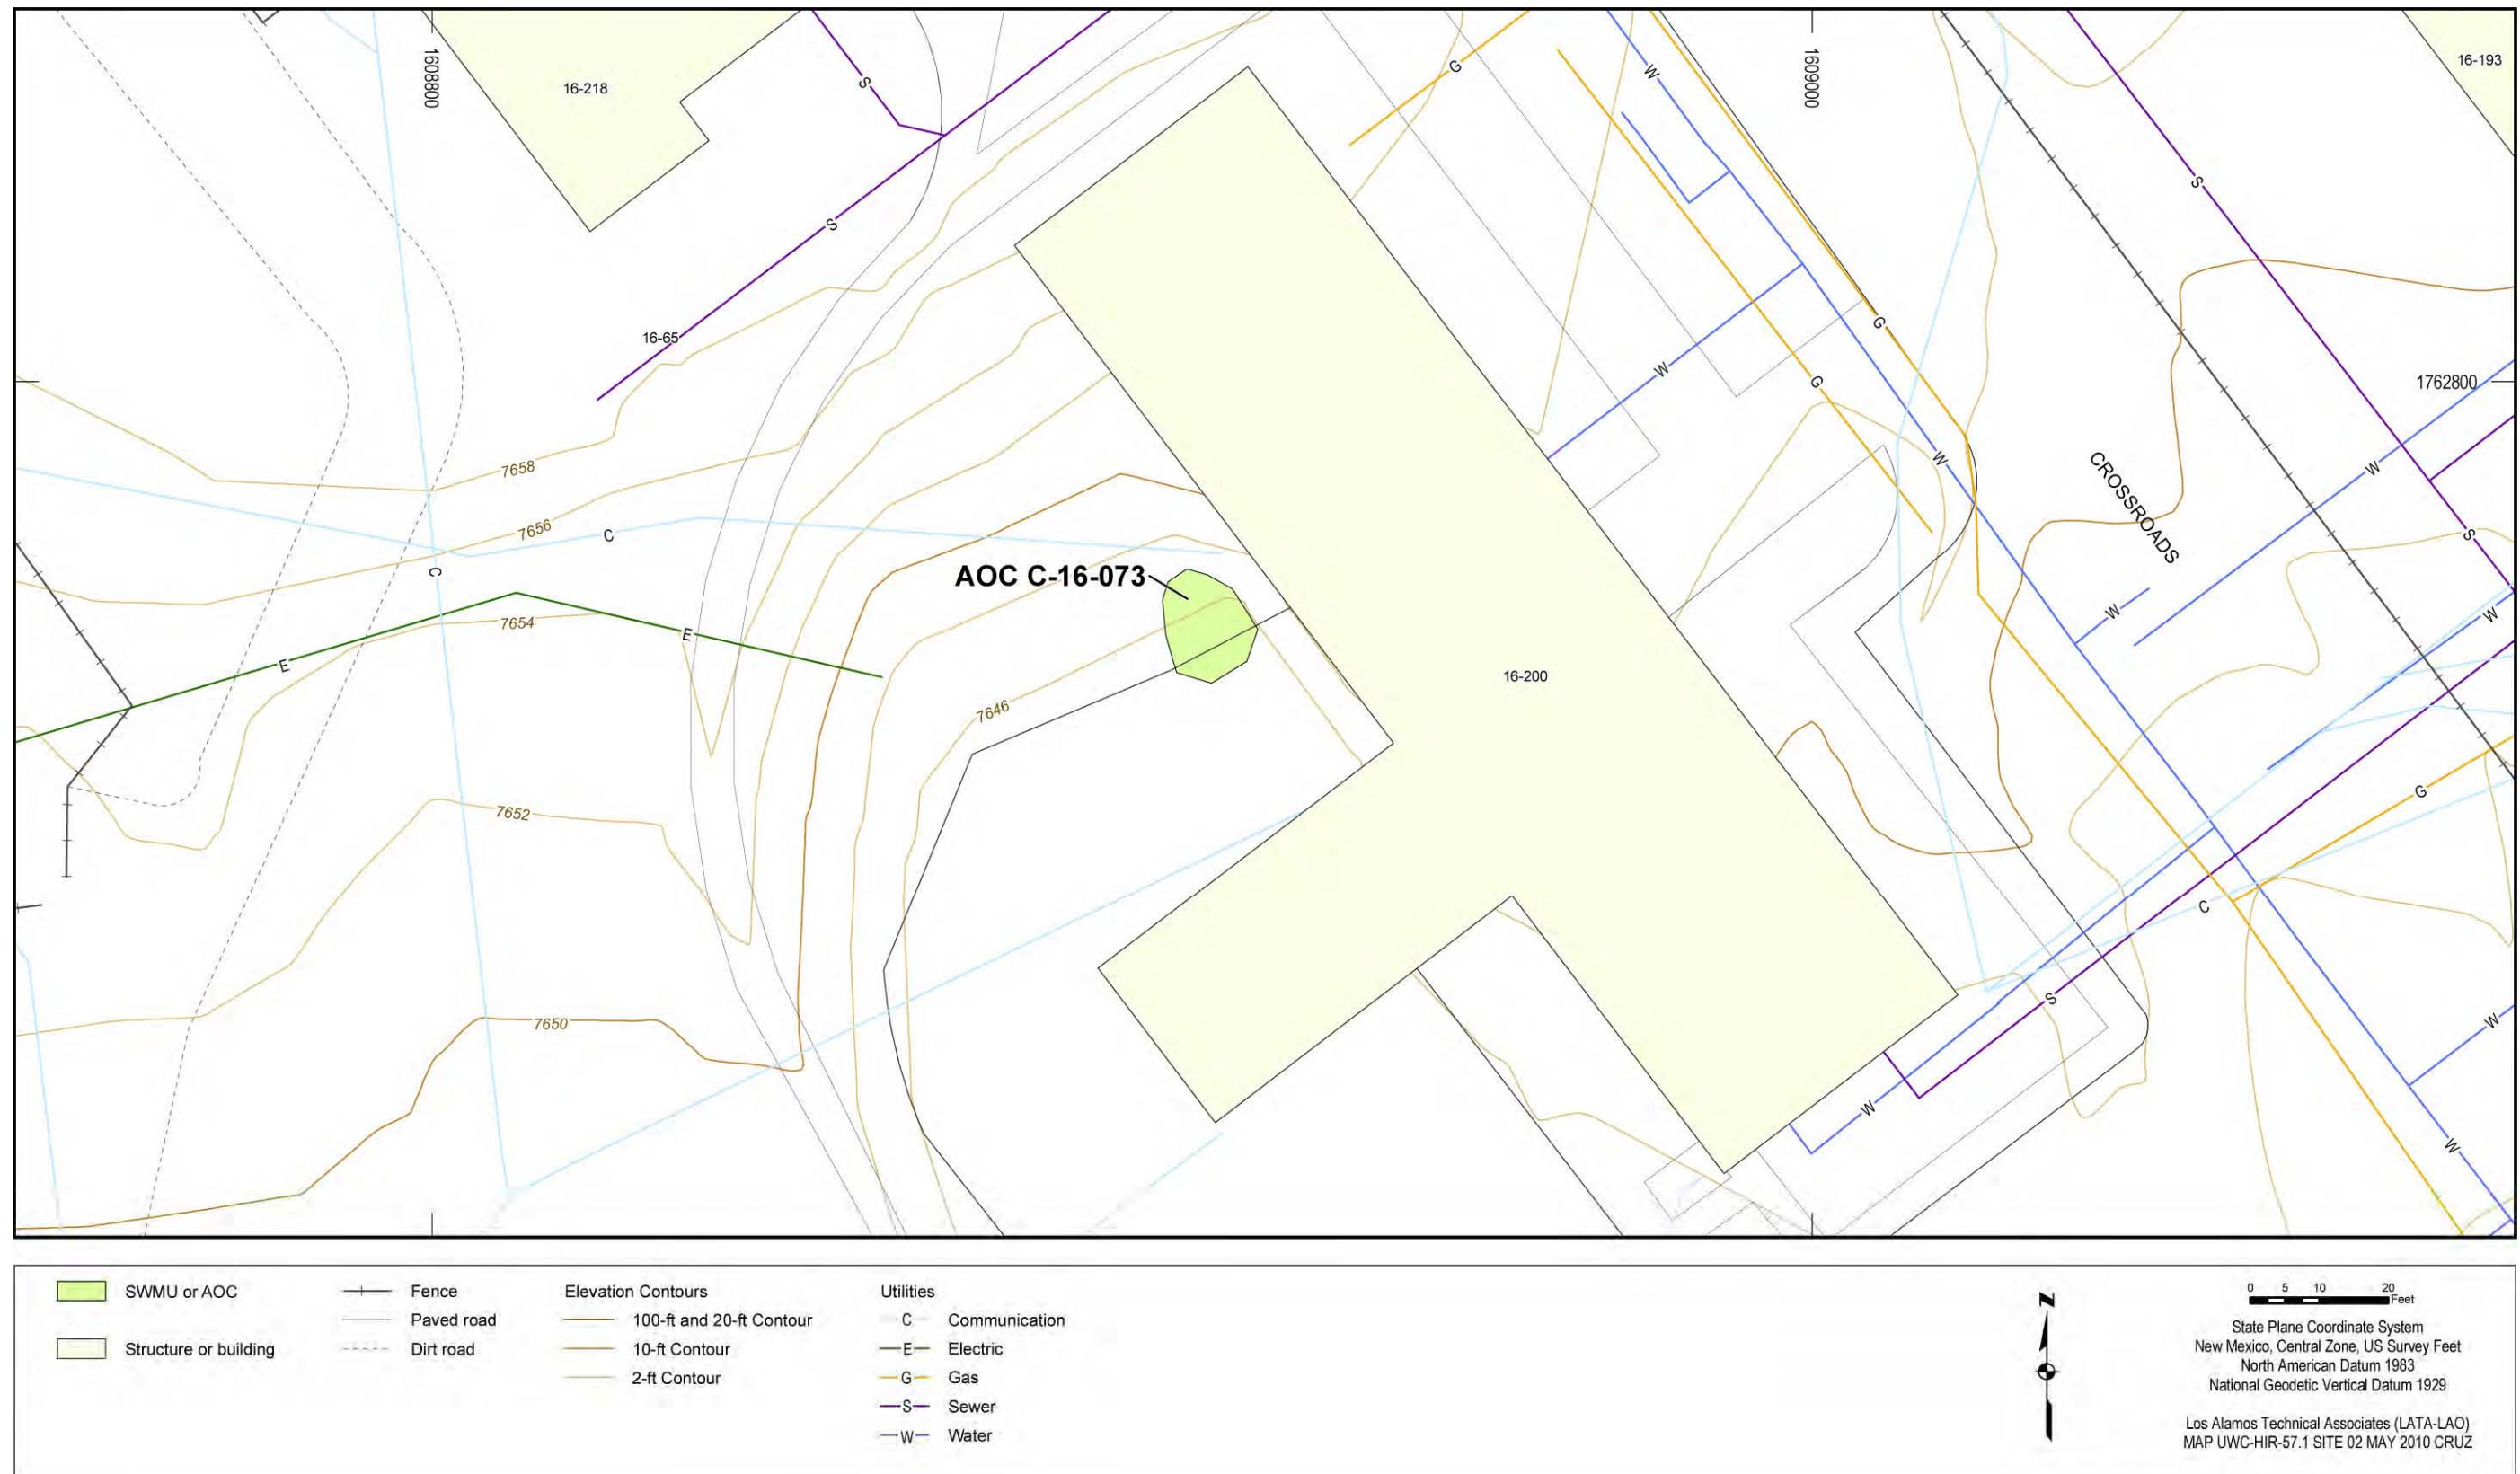 1608800
16-218
S
G
W
1609000
16-193
S
S
16-65
G
W
G
1762800
7658
W
W
CROSSROADS
7656
C
S
C
AOC C-16-073
W
W
7654
E
E
16-200
7646
G
7652
C
S
7650
W
W
W
SWMU or AOC
Structure or building
Fence
Paved road
Dirt road
Elevation Contours
100-ft and 20-ft Contour
10-ft Contour
2-ft Contour
Utilities
C Communication
E Electric
G Gas
S Sewer
W Water
N
0 5 10 20
Feet
State Plane Coordinate System
New Mexico, Central Zone, US Survey Feet
North American Datum 1983
National Geodetic Vertical Datum 1929
Los Alamos Technical Associates (LATA-LAO)
MAP UWC-HIR-57.1 SITE 02 MAY 2010 CRUZ